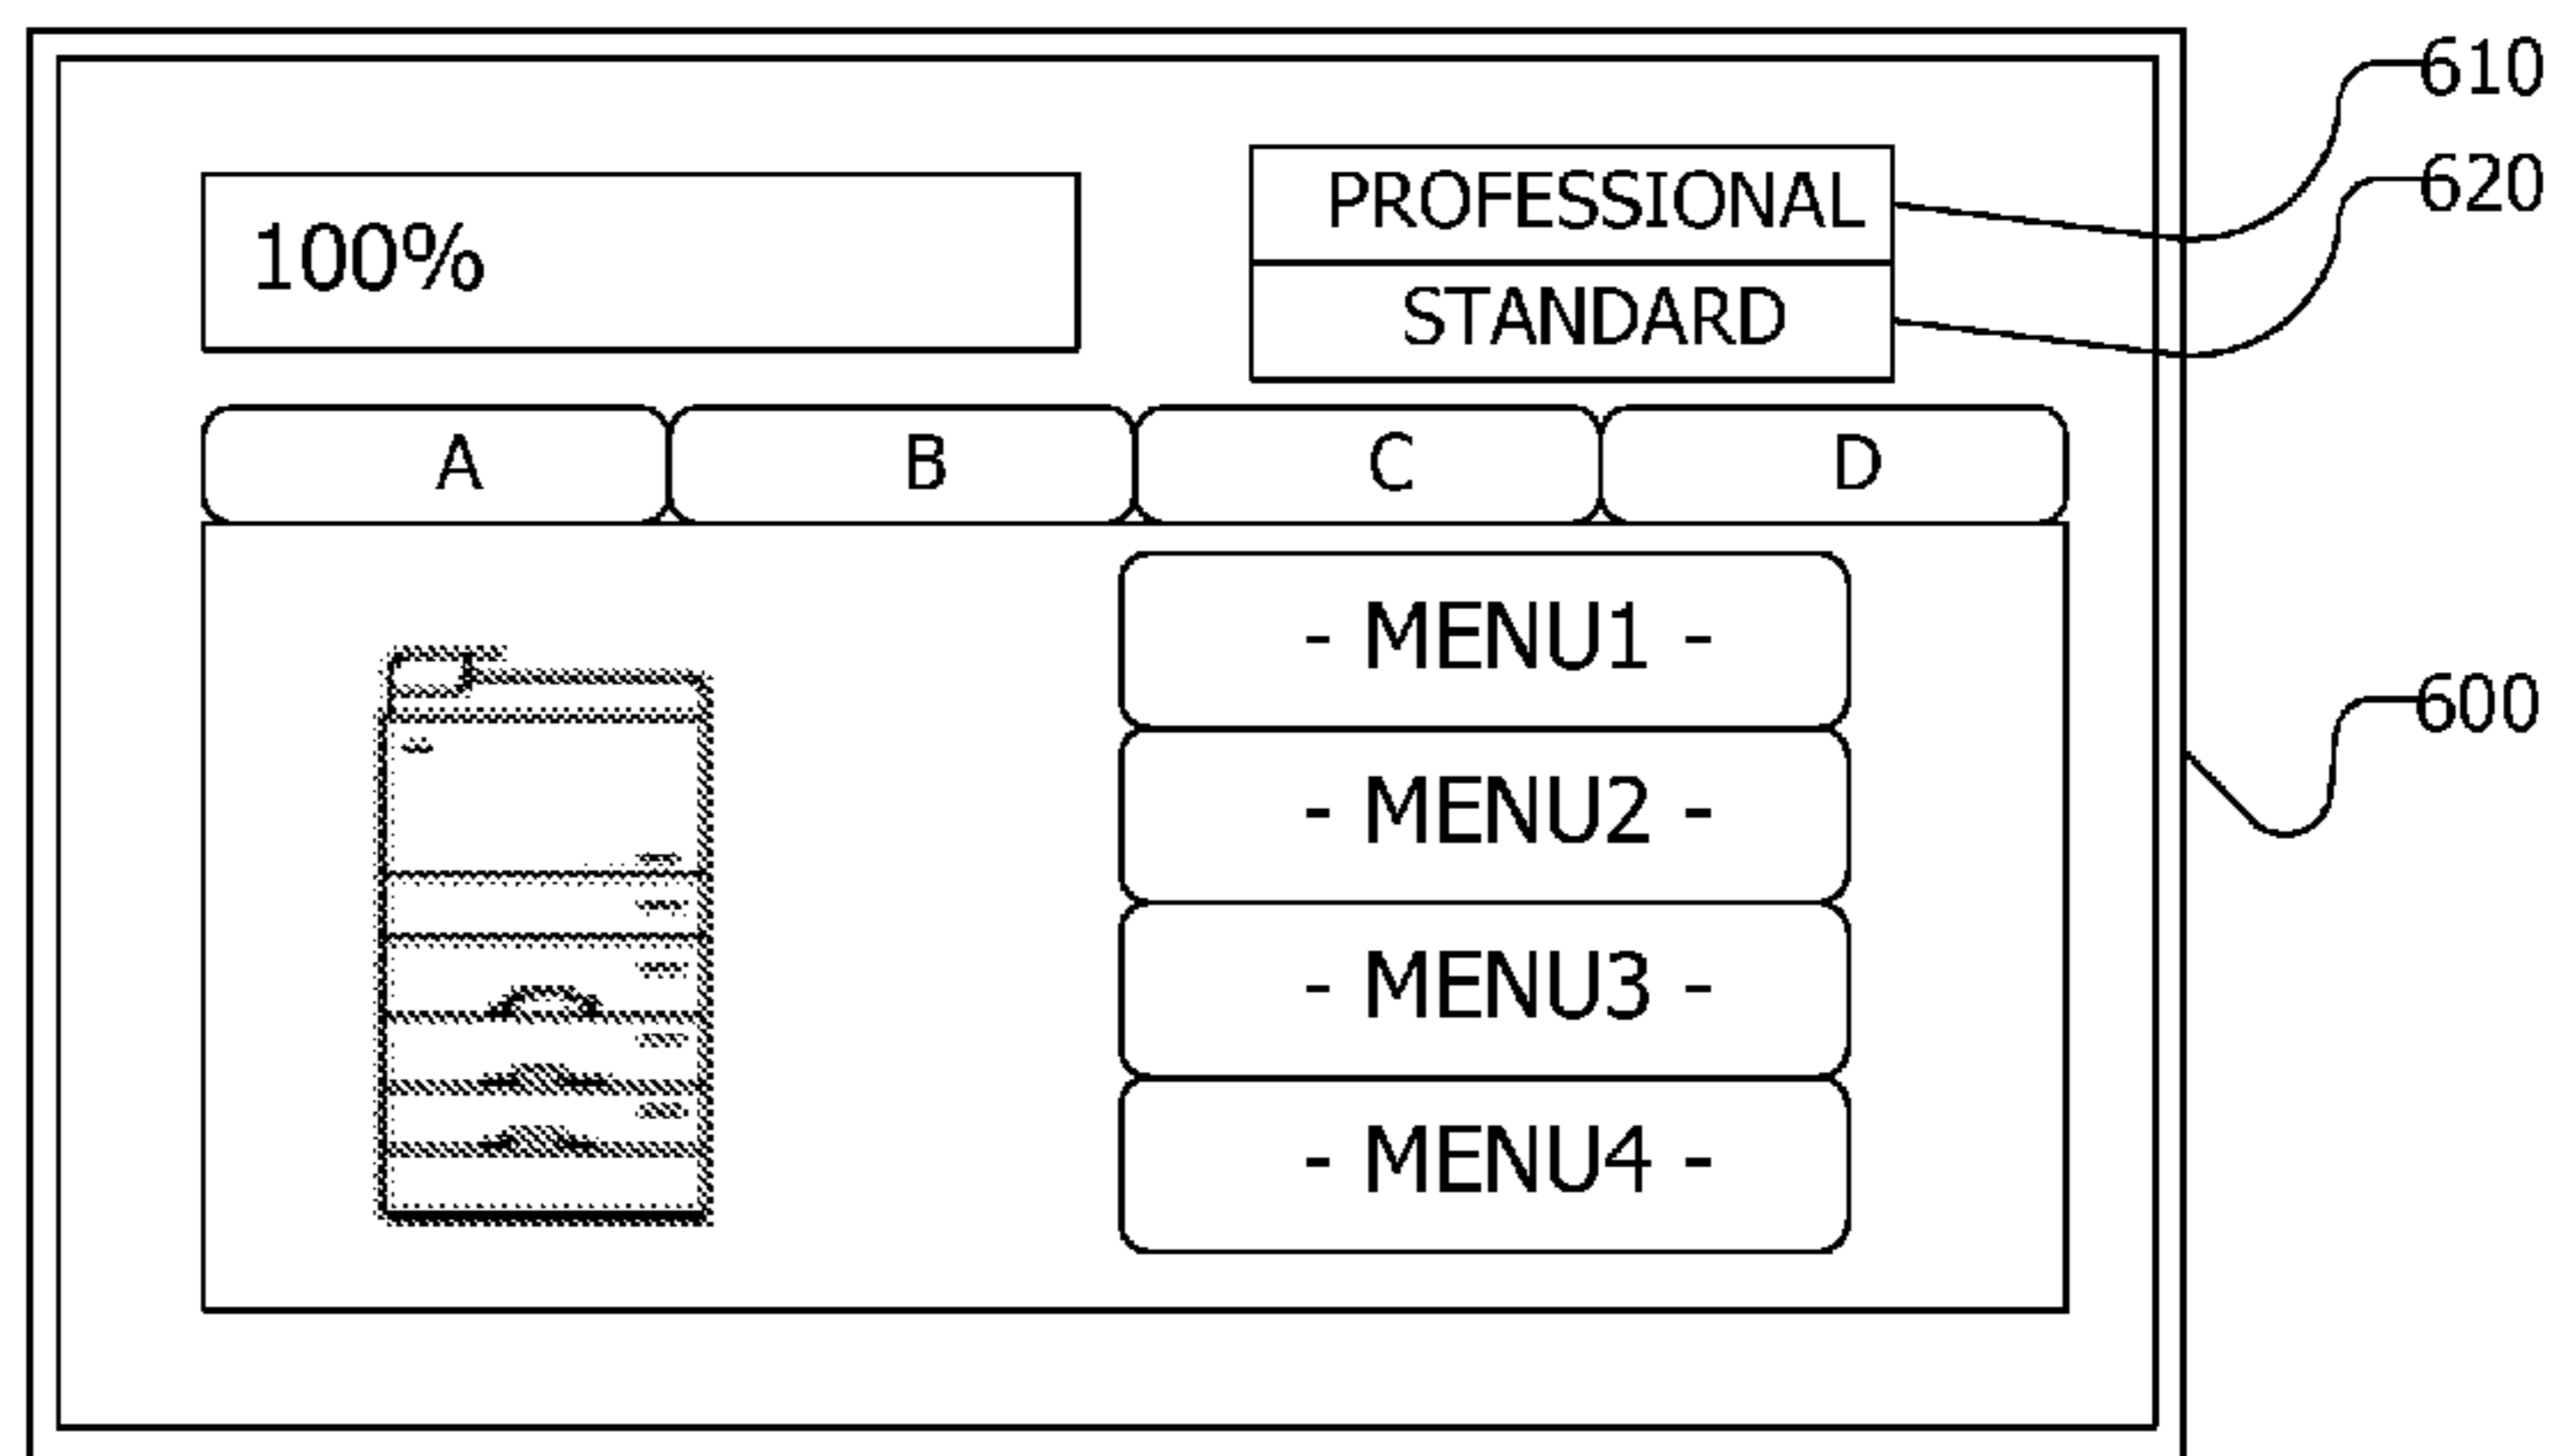 610
620
PROFESSIONAL
100%
STANDARD
A B C D
- MENU1 -
600
- MENU2 -
- MENU3 -
- MENU4 -